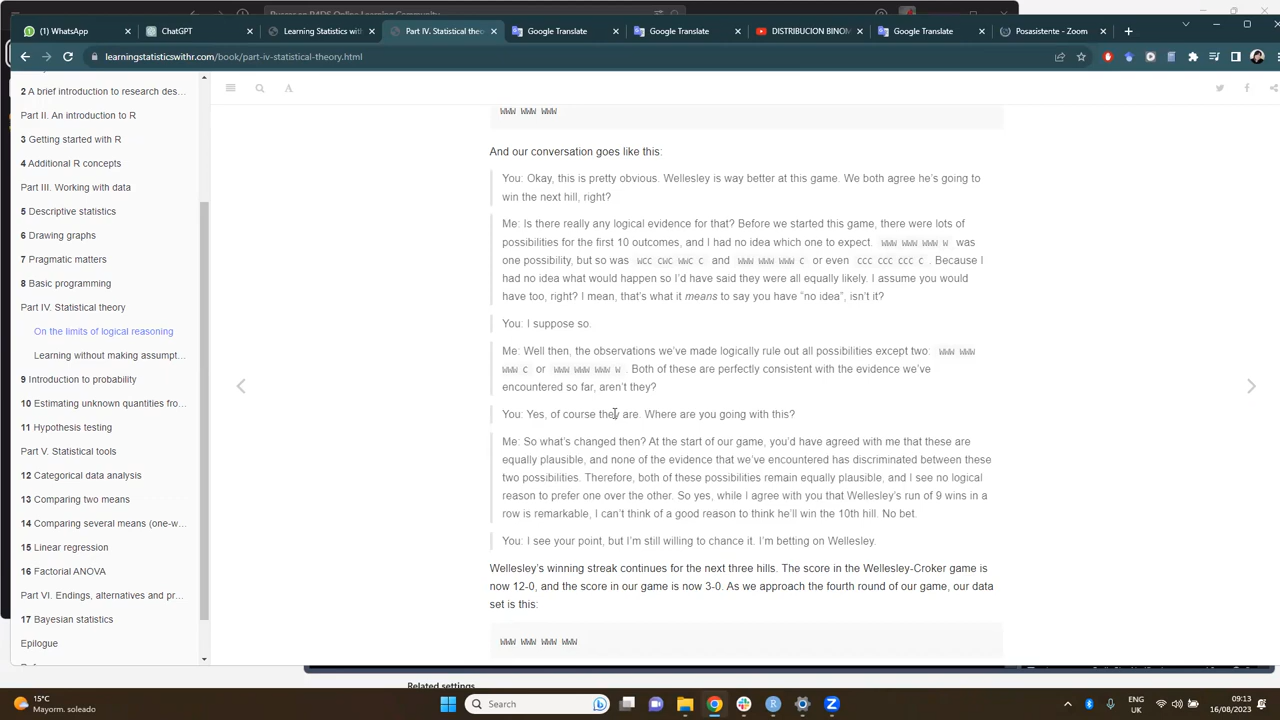 (1) WhatsApp
ChatGPT
Learning Statistics with
Part IV. Statistical theo
Google Translate
Google Translate
DISTRIBUCION BINOM
Google Translate
Posasistente - Zoom
learningstatisticswithr.com/book/part-iv-statistical-theory.html
2 A brief introduction to research des...
Part II. An introduction to R
3 Getting started with R
4 Additional R concepts
Part III. Working with data
5 Descriptive statistics
6 Drawing graphs
7 Pragmatic matters
8 Basic programming
Part IV. Statistical theory
On the limits of logical reasoning
Learning without making assumpt...
9 Introduction to probability
10 Estimating unknown quantities fro...
11 Hypothesis testing
Part V. Statistical tools
12 Categorical data analysis
13 Comparing two means
14 Comparing several means (one-w...
15 Linear regression
16 Factorial ANOVA
Part VI. Endings, alternatives and pr...
17 Bayesian statistics
Epilogue
A
WWW WWW WWW
And our conversation goes like this:
You: Okay, this is pretty obvious. Wellesley is way better at this game. We both agree he's going to
win the next hill, right?
Me: Is there really any logical evidence for that? Before we started this game, there were lots of
possibilities for the first 10 outcomes, and I had no idea which one to expect. WWW WWW WWW W was
one possibility, but so was WCC CWC WWC C and WWW WWW WWW C or even CCC CCC CCC C . Because I
had no idea what would happen so I'd have said they were all equally likely. I assume you would
have too, right? I mean, that's what it means to say you have "no idea", isn't it?
You: I suppose so.
Me: Well then, the observations we've made logically rule out all possibilities except two: WWW WWW
WWW C or WWW WWW WWW W . Both of these are perfectly consistent with the evidence we've
encountered so far, aren't they?
You: Yes, of course they are. Where are you going with this?
Me: So what's changed then? At the start of our game, you'd have agreed with me that these are
equally plausible, and none of the evidence that we've encountered has discriminated between these
two possibilities. Therefore, both of these possibilities remain equally plausible, and I see no logical
reason to prefer one over the other. So yes, while I agree with you that Wellesley's run of 9 wins in a
row is remarkable, I can't think of a good reason to think he'll win the 10th hill. No bet.
You: I see your point, but I'm still willing to chance it. I'm betting on Wellesley.
Wellesley's winning streak continues for the next three hills. The score in the Wellesley-Croker game is
now 12-0, and the score in our game is now 3-0. As we approach the fourth round of our game, our data
set is this:
WWW WWW WWW WWW
Related settings
15°C
Mayorm. soleado
Search
ENG
UK
09:13
16/08/2023